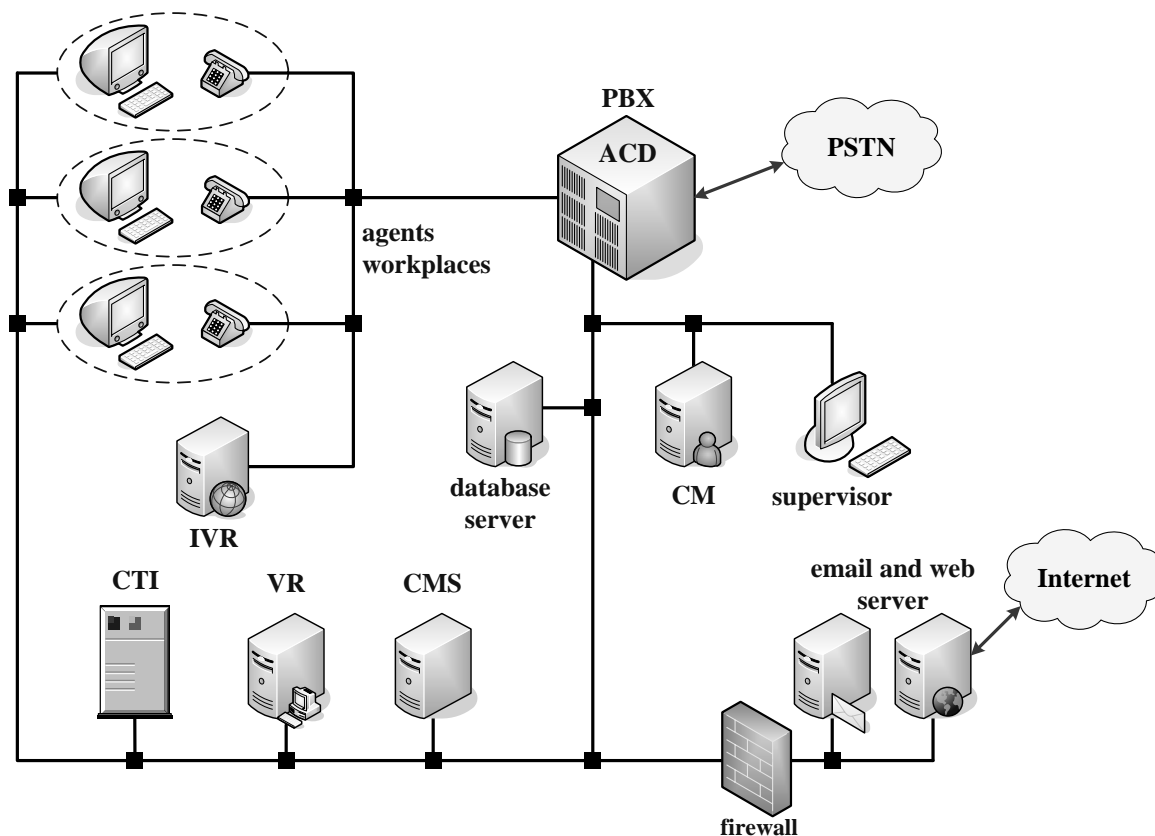 PBX
ACD
PSTN
agents
workplaces
database
server
CM
supervisor
IVR
CTI
VR
CMS
email and web
server
Internet
firewall